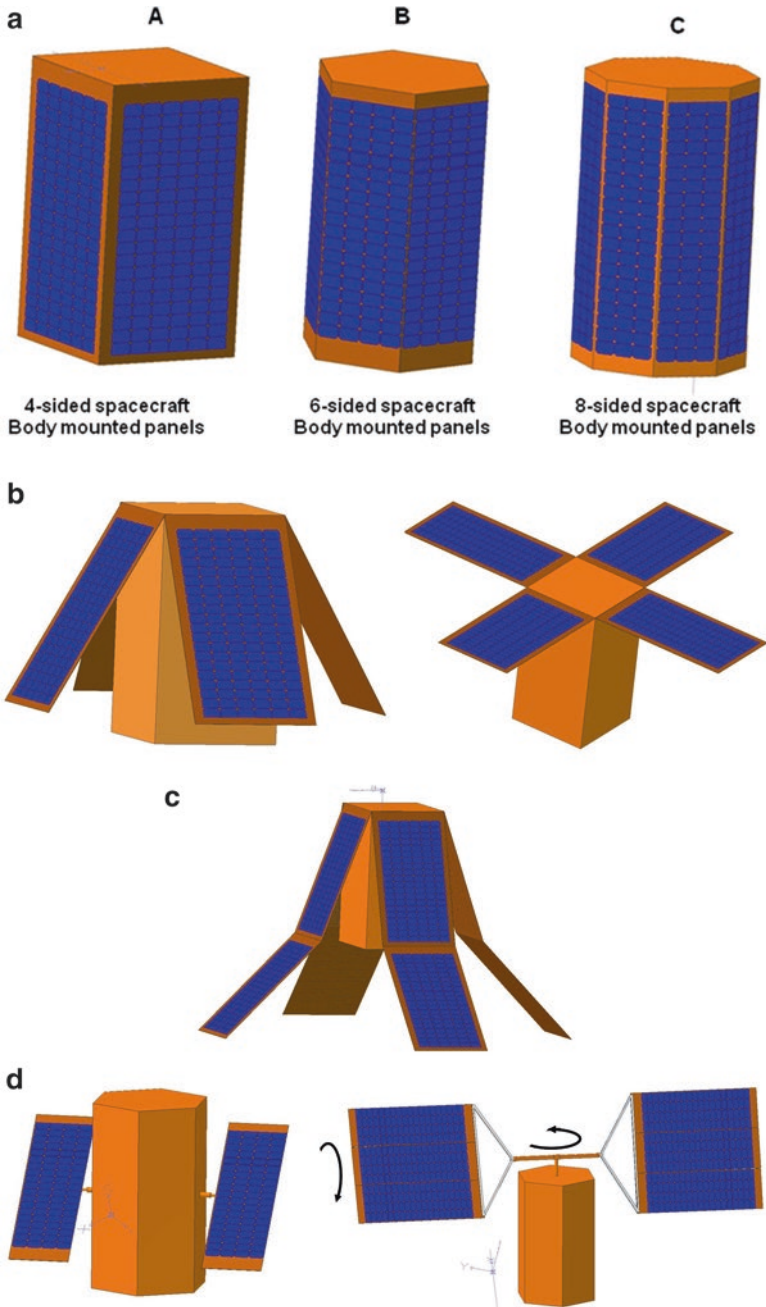 a
A
B
C
4-sided spacecraft
Body mounted panels
6-sided spacecraft
Body mounted panels
8-sided spacecraft
Body mounted panels
b
c
d